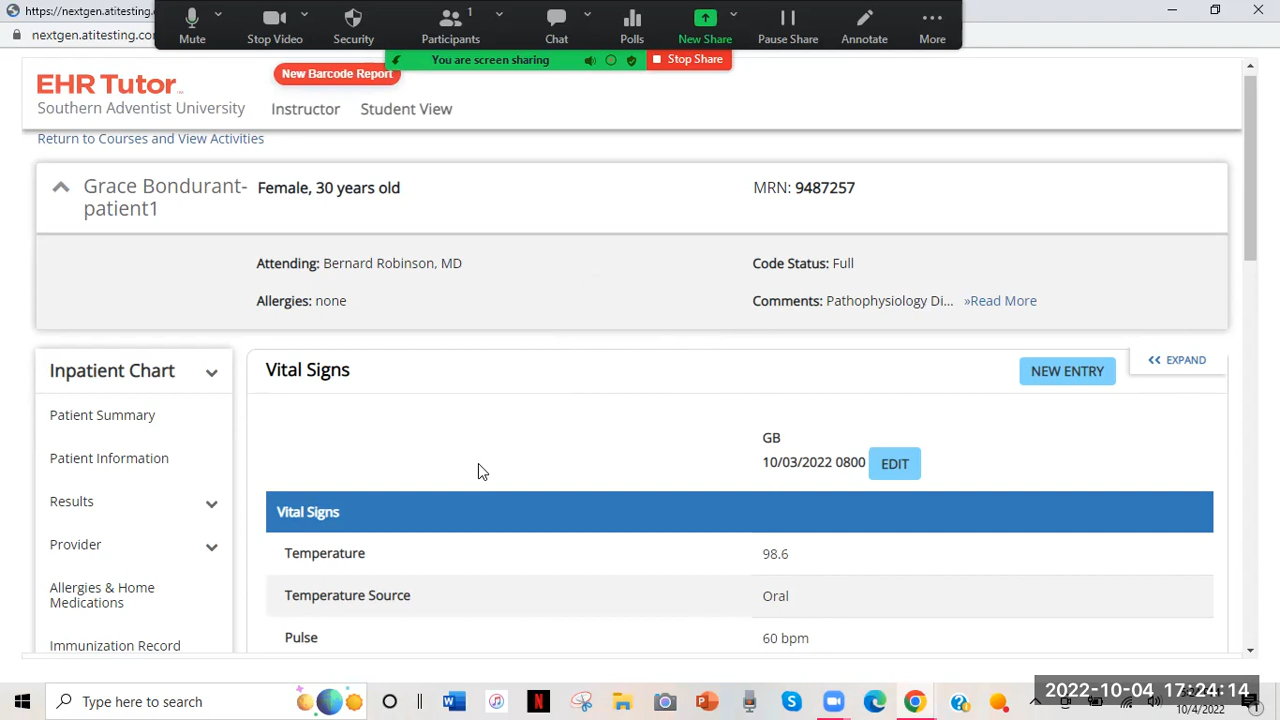 https://nextgen.atitesting.
nextgen.atitesting.co
Mute
Stop Video
Security
1
Participants
Chat
Polls
New Share
Pause Share
Annotate
More
You are screen sharing
Stop Share
New Barcode Report
EHR Tutor
Southern Adventist University
Instructor
Student View
Return to Courses and View Activities
Grace Bondurant-
patient1
Female, 30 years old
MRN: 9487257
Attending: Bernard Robinson, MD
Code Status: Full
Allergies: none
Comments: Pathophysiology Di... »Read More
Inpatient Chart
Patient Summary
Patient Information
Results
Provider
Allergies & Home
Medications
Immunization Record
Vital Signs
NEW ENTRY
<< EXPAND
GB
10/03/2022 0800
EDIT
Vital Signs
Temperature
98.6
Temperature Source
Oral
Pulse
60 bpm
Type here to search
2022-10-04 17:24:14
10/4/2022